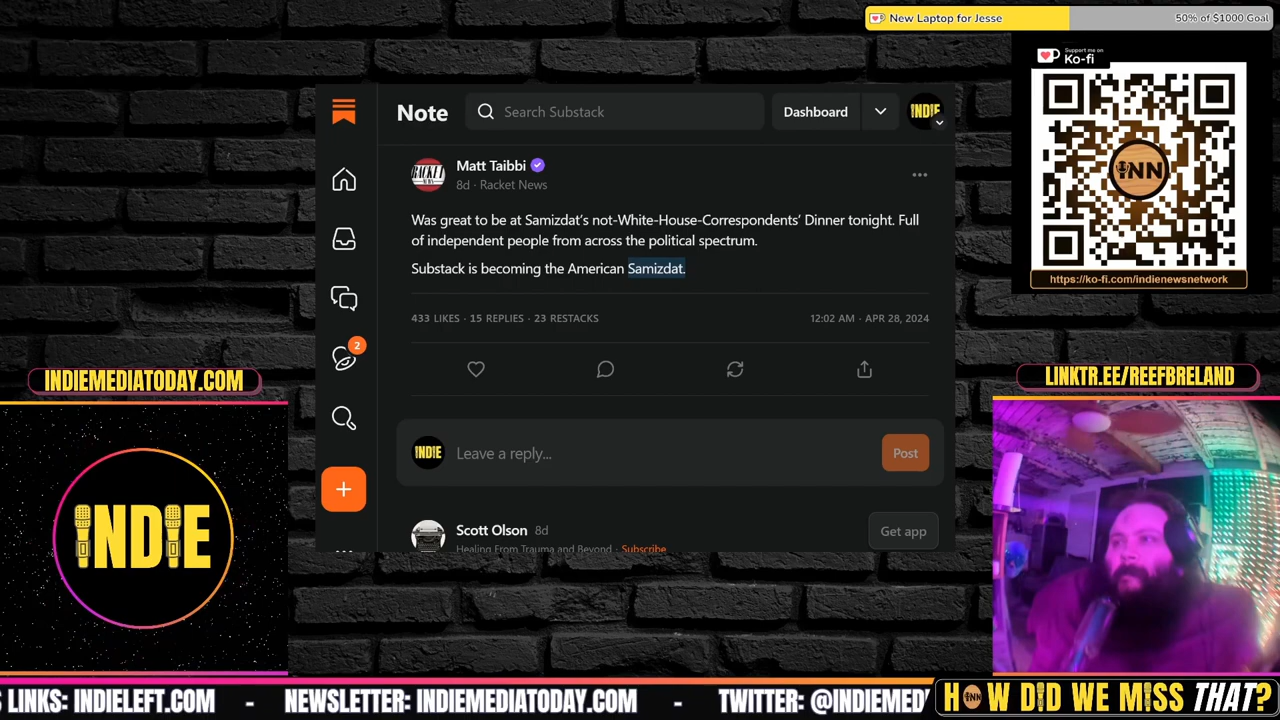 New Laptop for Jesse
50% of $1000 Goal
Support me on
Ko-fi
Note
Search Substack
Dashboard
INDIE
Matt Taibbi
8d · Racket News
RACKET
NEWS
Was great to be at Samizdat's not-White-House-Correspondents' Dinner tonight. Full
of independent people from across the political spectrum.
Substack is becoming the American Samizdat.
433 LIKES · 15 REPLIES · 23 RESTACKS
12:02 AM · APR 28, 2024
INN
https://ko-fi.com/indienewsnetwork
2
INDIEMEDIATODAY.COM
LINKTR.EE/REEFBRELAND
INDIE
Leave a reply...
Post
+
INDIE
Scott Olson 8d
Get app
Healing From Trauma and Beyond · Subscribe
S LINKS: INDIELEFT.COM - NEWSLETTER: INDIEMEDIATODAY.COM - TWITTER: @INDIEMED
HOW DID WE MISS THAT?